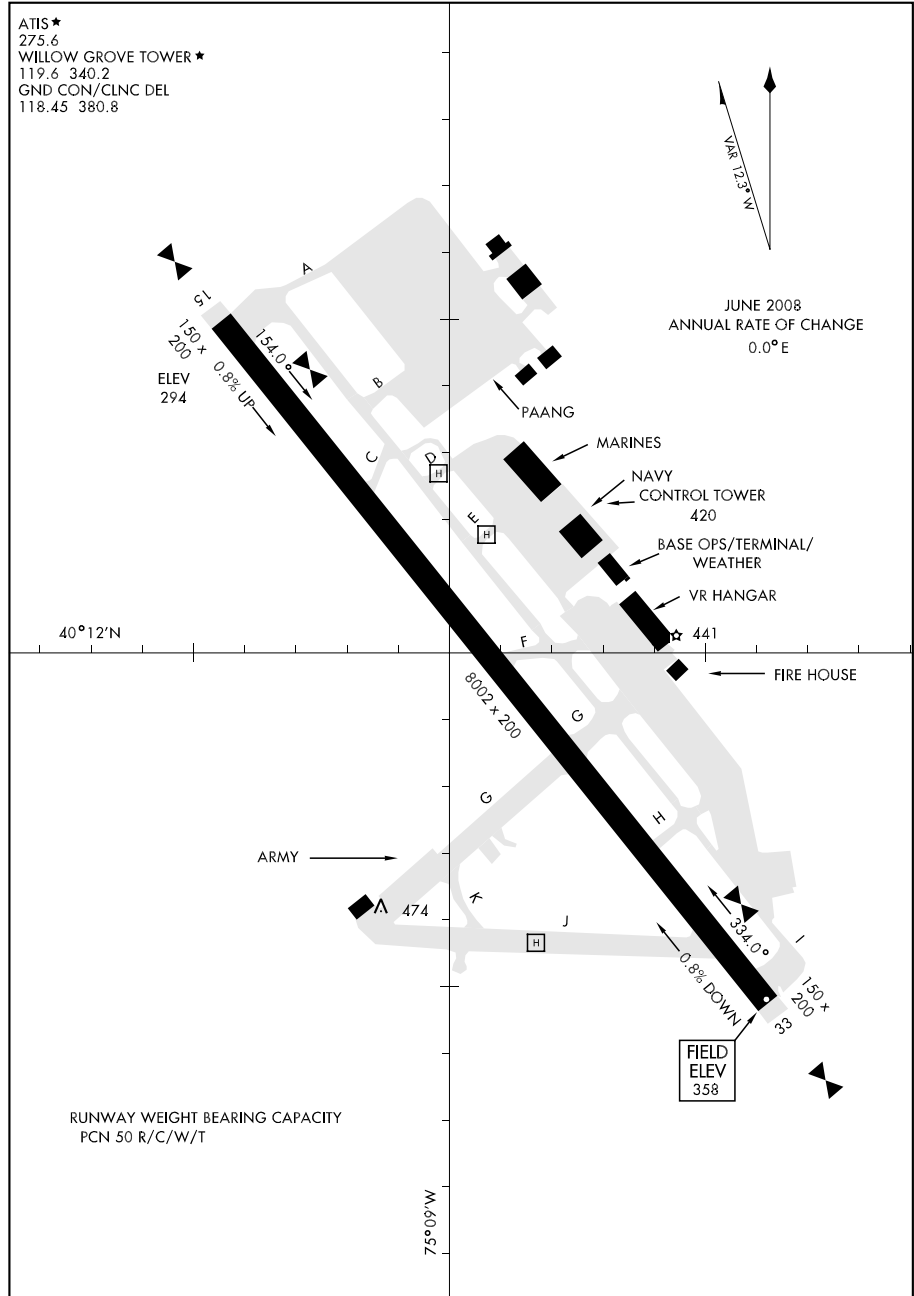 ATIS★
275.6
WILLOW GROVE TOWER★
119.6 340.2
GND CON/CLNC DEL
118.45 380.8
VAR 12.3° W
JUNE 2008
ANNUAL RATE OF CHANGE
0.0° E
A
15
150 x
200
154.0°
0.8% UP
ELEV
294
B
PAANG
C
D
H
MARINES
NAVY
CONTROL TOWER
420
E
H
BASE OPS/TERMINAL/
WEATHER
VR HANGAR
40°12'N
F
441
FIRE HOUSE
8002 x 200
G
G
H
ARMY
K
474
J
H
334.0°
I
0.8% DOWN
150 x
200
33
FIELD
ELEV
358
RUNWAY WEIGHT BEARING CAPACITY
PCN 50 R/C/W/T
75°09'W